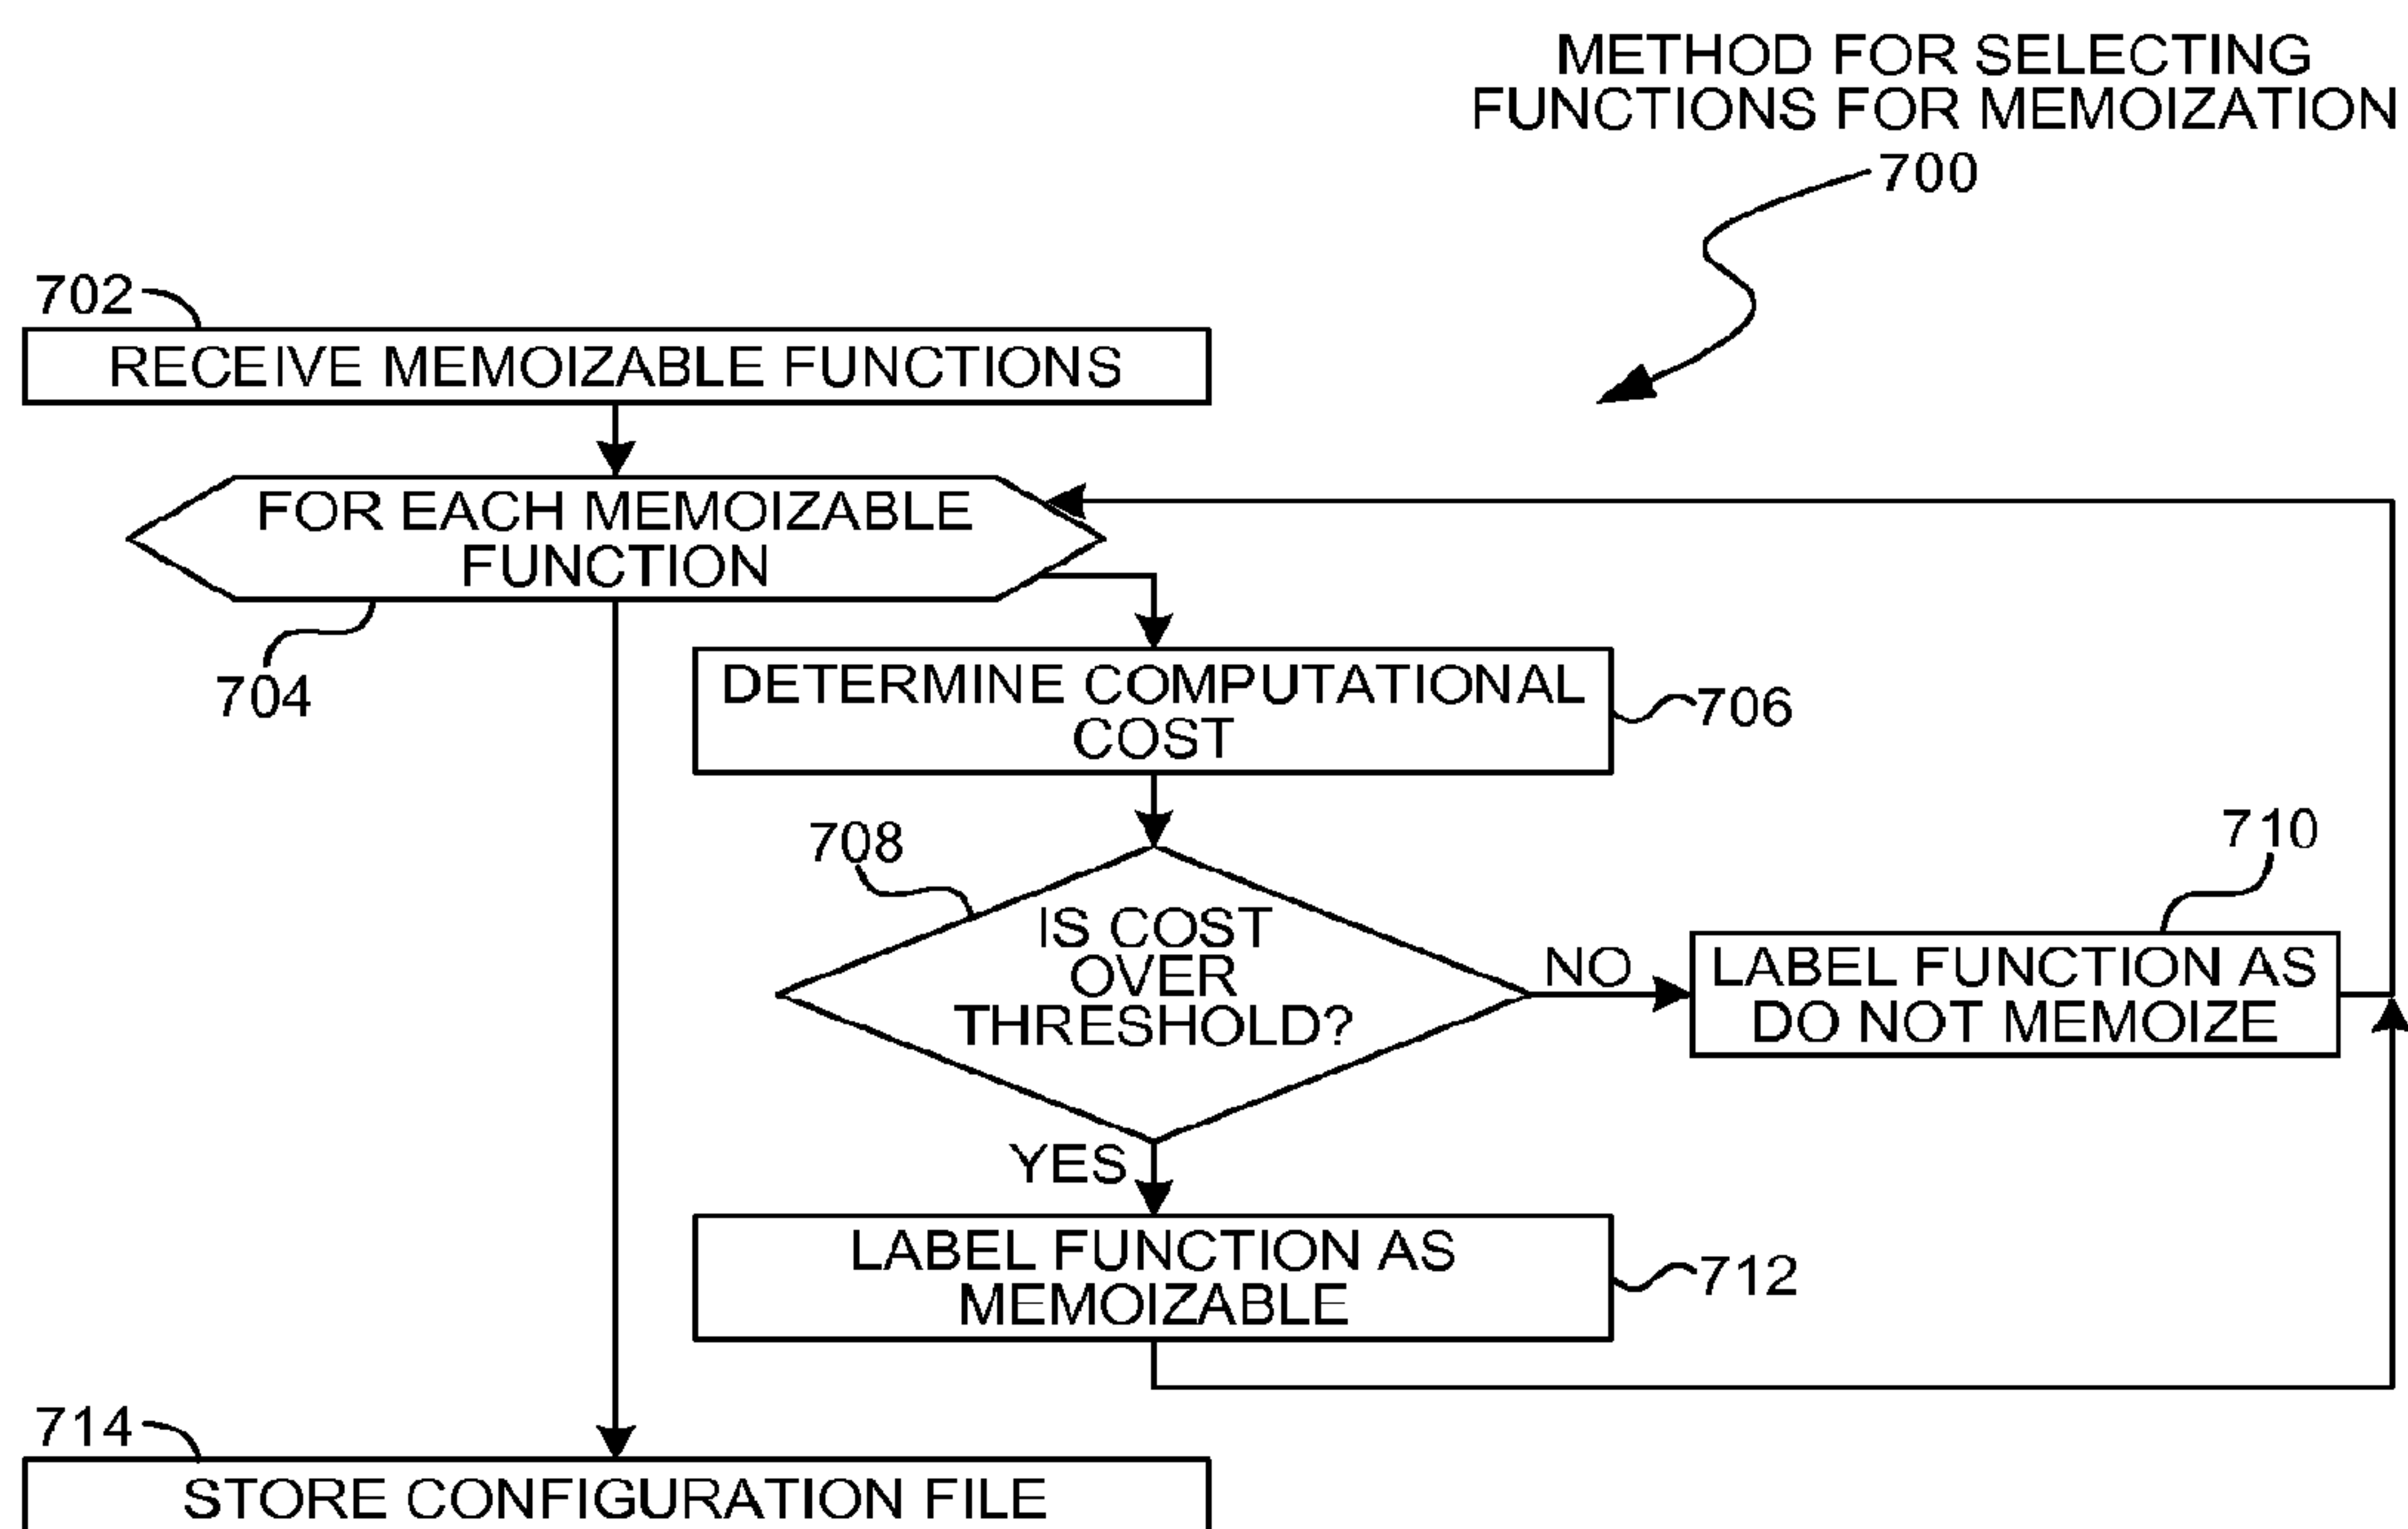 METHOD FOR SELECTING
FUNCTIONS FOR MEMOIZATION
700
702
RECEIVE MEMOIZABLE FUNCTIONS
FOR EACH MEMOIZABLE
FUNCTION
704
DETERMINE COMPUTATIONAL
COST
706
708
IS COST
OVER
THRESHOLD?
NO
710
LABEL FUNCTION AS
DO NOT MEMOIZE
YES
LABEL FUNCTION AS
MEMOIZABLE
712
714
STORE CONFIGURATION FILE